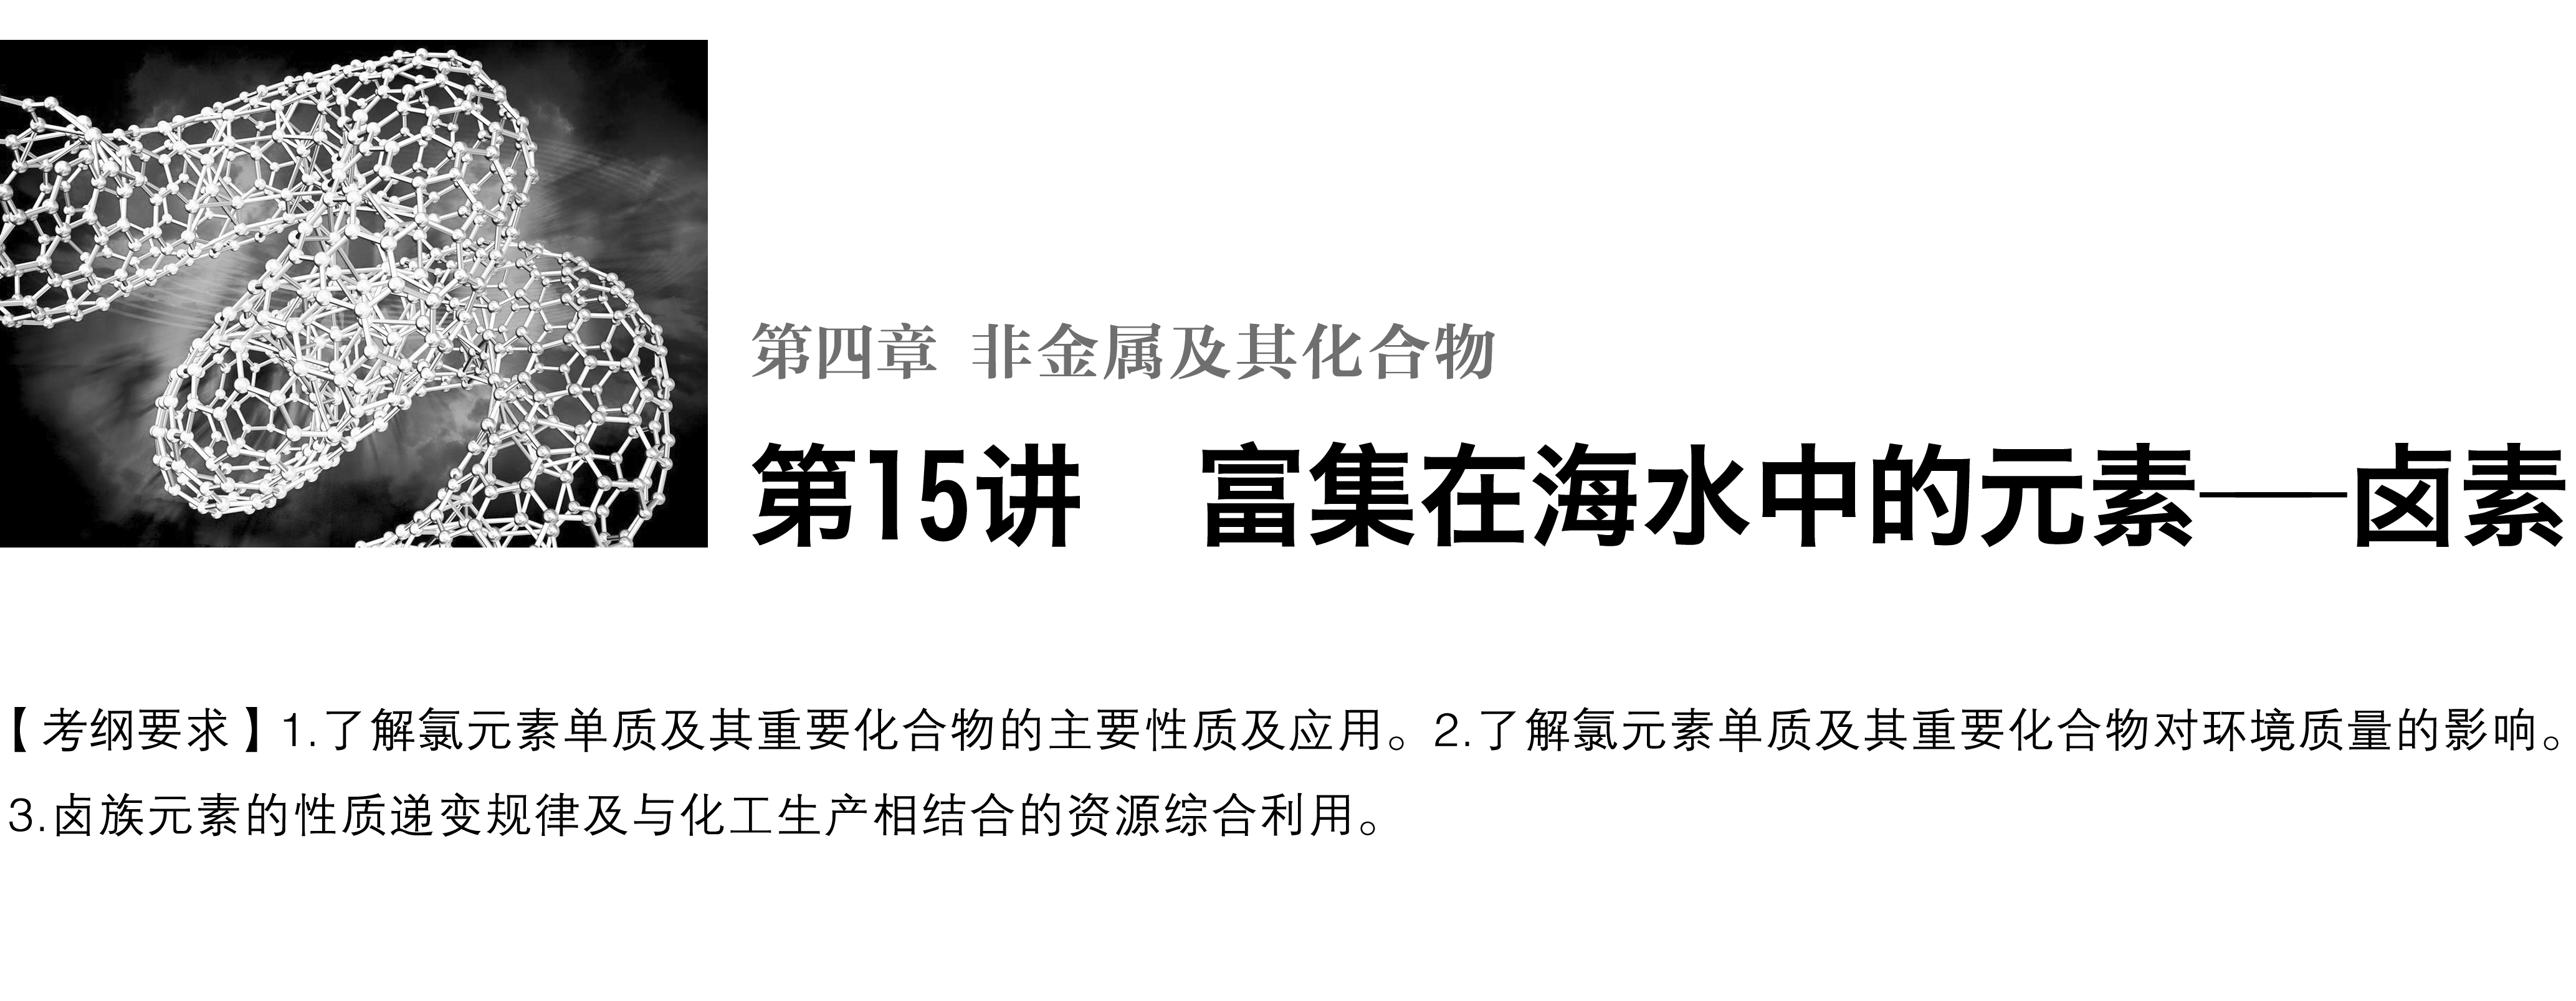 第四章 非金属及其化合物
第15讲 富集在海水中的元素——卤素
【考纲要求】1.了解氯元素单质及其重要化合物的主要性质及应用。2.了解氯元素单质及其重要化合物对环境质量的影响。
3.卤族元素的性质递变规律及与化工生产相结合的资源综合利用。